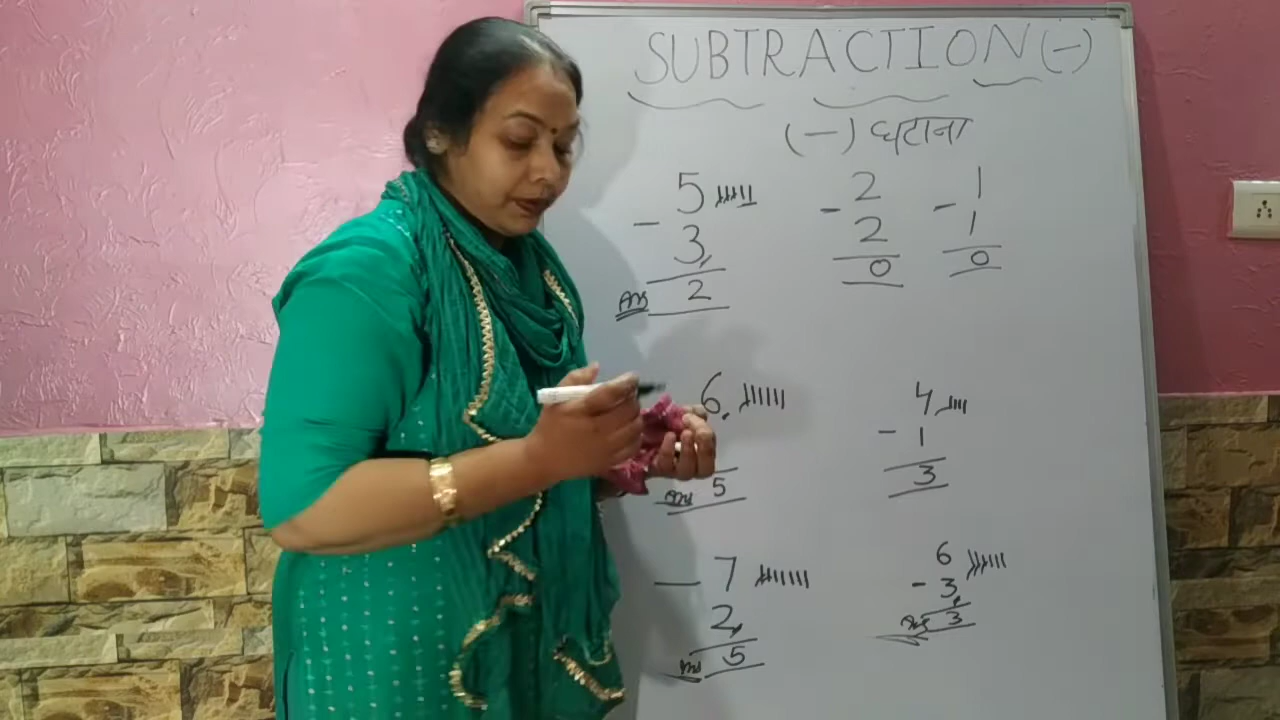 SUBTRACTION (-)
(-) घटाना
5
- 3
Ans 2
- 2
2
0
- 1
1
0
6
Ans 5
4
- 1
3
- 7
2
Ans 5
6
- 3
Ans 3